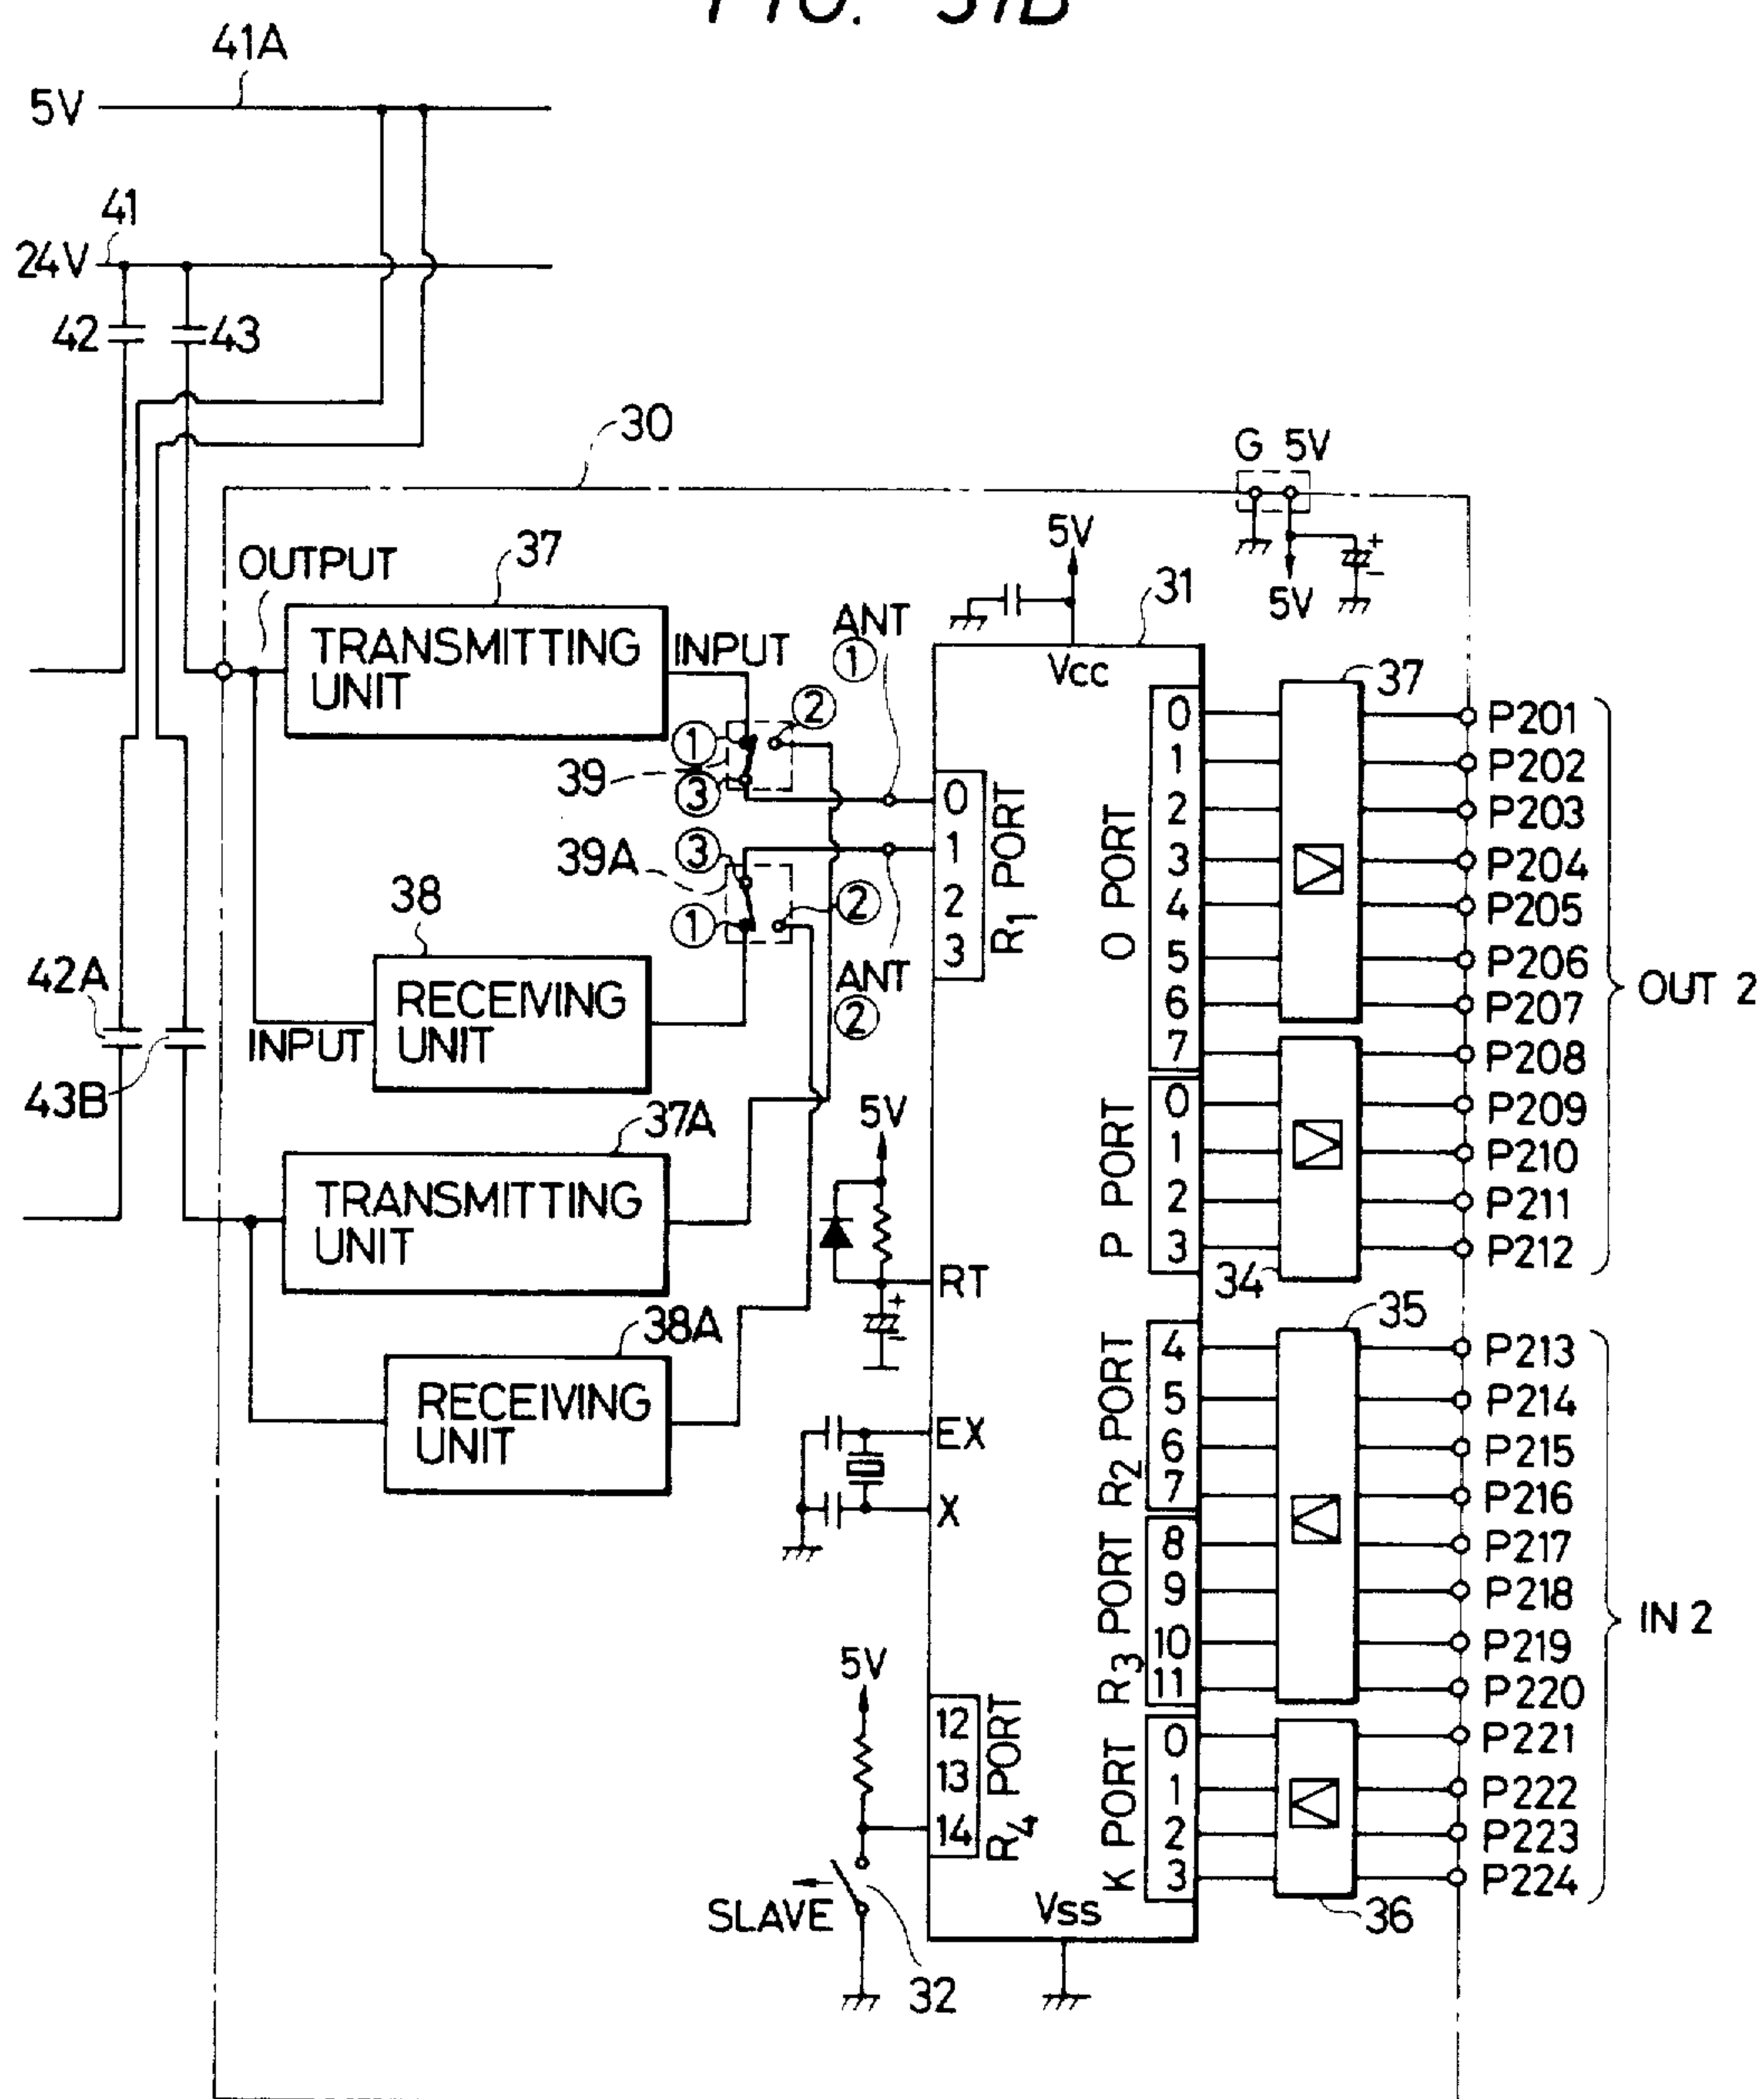 FIG. 31B
41A
5V
41
24V
42
43
30
G 5V
5V
5V
OUTPUT
37
TRANSMITTING
UNIT
INPUT
ANT
①
31
Vcc
①
②
39
③
39A
③
①
②
ANT
②
38
RECEIVING
UNIT
INPUT
42A
43B
37A
TRANSMITTING
UNIT
38A
RECEIVING
UNIT
0
1
2
3
R1 PORT
5V
RT
EX
X
5V
12
13
14
R4 PORT
SLAVE
32
Vss
O PORT
0
1
2
3
4
5
6
7
P PORT
0
1
2
3
R2 PORT
4
5
6
7
R3 PORT
8
9
10
11
K PORT
0
1
2
3
37
34
35
36
P201
P202
P203
P204
P205
P206
P207
P208
P209
P210
P211
P212
OUT 2
P213
P214
P215
P216
P217
P218
P219
P220
P221
P222
P223
P224
IN 2
+
-
+
-